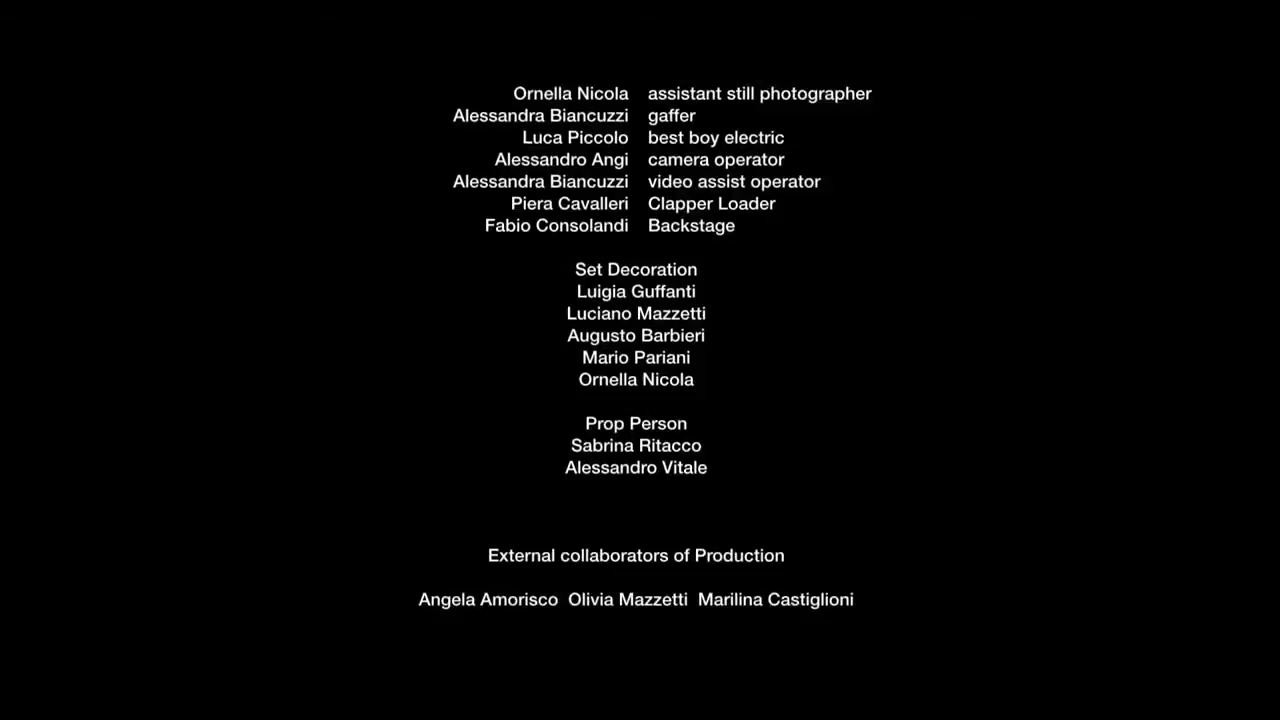 Ornella Nicola assistant still photographer
Alessandra Biancuzzi gaffer
Luca Piccolo best boy electric
Alessandro Angi camera operator
Alessandra Biancuzzi video assist operator
Piera Cavalleri Clapper Loader
Fabio Consolandi Backstage
Set Decoration
Luigia Guffanti
Luciano Mazzetti
Augusto Barbieri
Mario Pariani
Ornella Nicola
Prop Person
Sabrina Ritacco
Alessandro Vitale
External collaborators of Production
Angela Amorisco Olivia Mazzetti Marilina Castiglioni